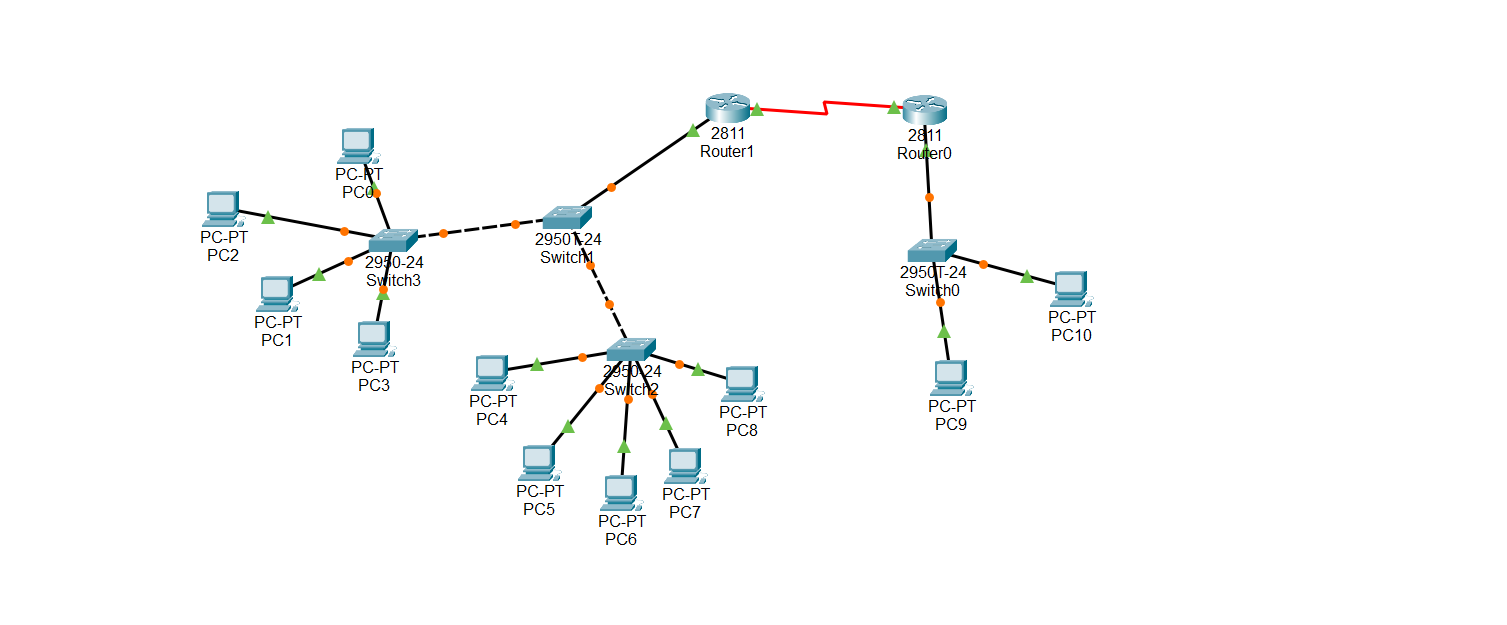 2811
Router1
2811
Router0
PC-PT
PC0
PC-PT
PC2
2950-24
Switch3
2950T-24
Switch1
2950T-24
Switch0
PC-PT
PC1
PC-PT
PC3
PC-PT
PC10
2950-24
Switch2
PC-PT
PC4
PC-PT
PC8
PC-PT
PC9
PC-PT
PC5
PC-PT
PC7
PC-PT
PC6